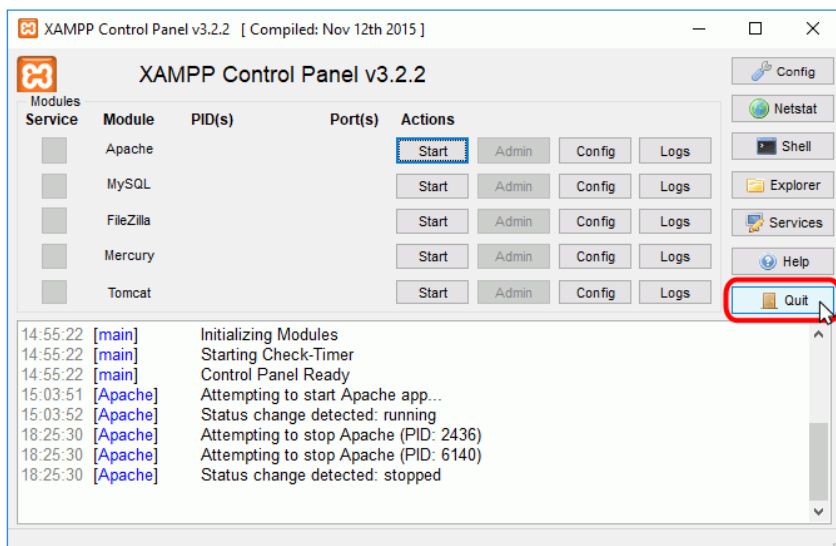 XAMPP Control Panel v3.2.2 [ Compiled: Nov 12th 2015 ]
XAMPP Control Panel v3.2.2
Config
Modules
Service Module PID(s) Port(s) Actions
Netstat
Apache Start Admin Config Logs
Shell
MySQL Start Admin Config Logs
Explorer
FileZilla Start Admin Config Logs
Services
Mercury Start Admin Config Logs
Help
Tomcat Start Admin Config Logs
Quit
14:55:22 [main] Initializing Modules
14:55:22 [main] Starting Check-Timer
14:55:22 [main] Control Panel Ready
15:03:51 [Apache] Attempting to start Apache app...
15:03:52 [Apache] Status change detected: running
18:25:30 [Apache] Attempting to stop Apache (PID: 2436)
18:25:30 [Apache] Attempting to stop Apache (PID: 6140)
18:25:30 [Apache] Status change detected: stopped